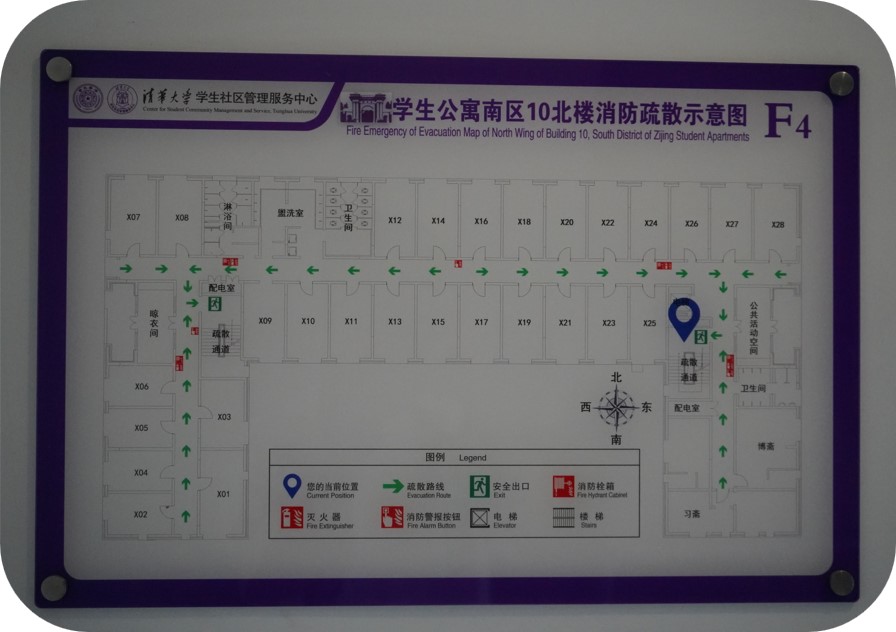 清华大学 学生社区管理服务中心
Center for Student Community Management and Service, Tsinghua University
学生公寓南区10北楼消防疏散示意图
Fire Emergency of Evacuation Map of North Wing of Building 10, South District of Zijing Student Apartments
F4
X07
X08
淋浴间
盥洗室
卫生间
X12
X14
X16
X18
X20
X22
X24
X26
X27
X28
配电室
晾衣间
疏散通道
X09
X10
X11
X13
X15
X17
X19
X21
X23
X25
公共活动空间
疏散通道
卫生间
配电室
X06
X05
X04
X02
X03
X01
博斋
习斋
北
西
东
南
图例 Legend
您的当前位置
Current Position
疏散路线
Evacuation Route
安全出口
Exit
消防栓箱
Fire Hydrant Cabinet
灭火器
Fire Extinguisher
消防警报按钮
Fire Alarm Button
电梯
Elevator
楼梯
Stairs